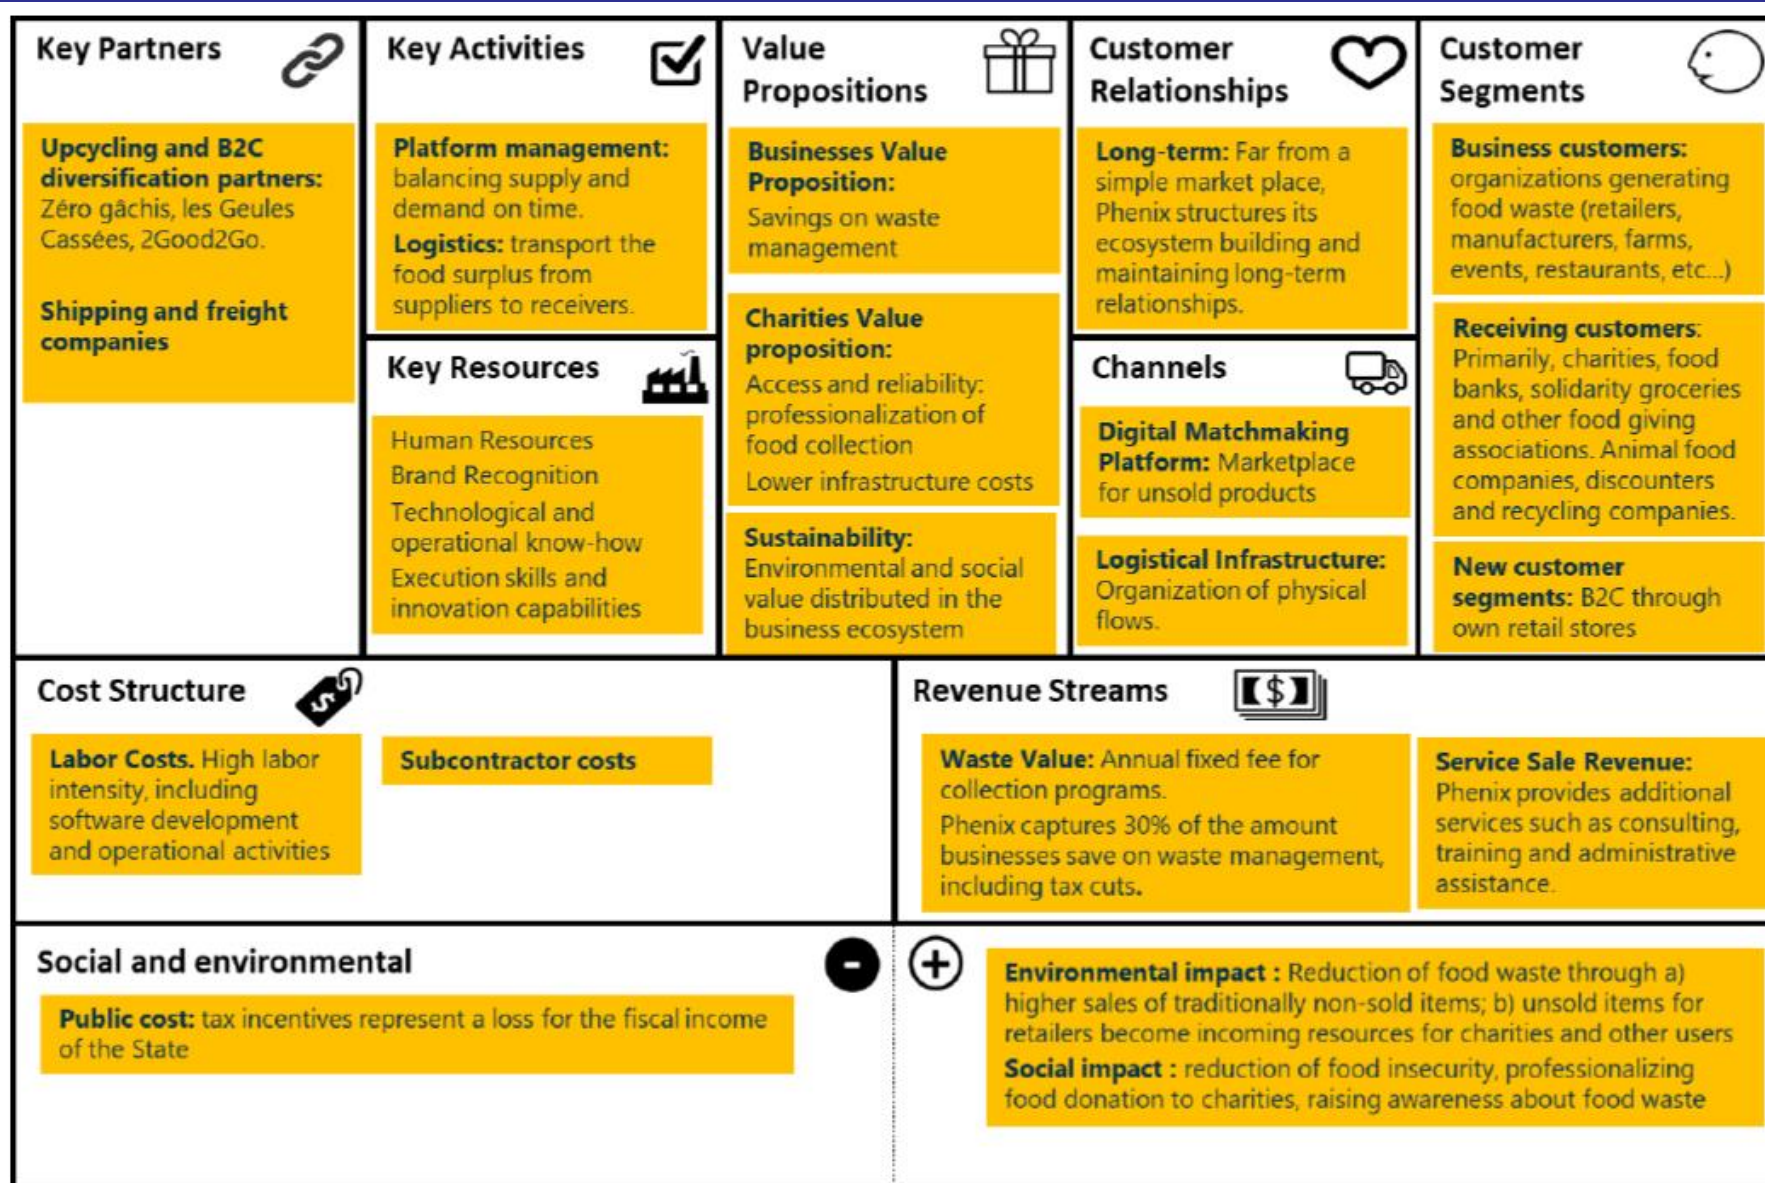 Key Partners
Upcycling and B2C
diversification partners:
Zéro gâchis, les Geules
Cassées, 2Good2Go.
Shipping and freight
companies
Key Activities
Platform management:
balancing supply and
demand on time.
Logistics: transport the
food surplus from
suppliers to receivers.
Key Resources
Human Resources
Brand Recognition
Technological and
operational know-how
Execution skills and
innovation capabilities
Value
Propositions
Businesses Value
Proposition:
Savings on waste
management
Charities Value
proposition:
Access and reliability:
professionalization of
food collection
Lower infrastructure costs
Sustainability:
Environmental and social
value distributed in the
business ecosystem
Customer
Relationships
Long-term: Far from a
simple market place,
Phenix structures its
ecosystem building and
maintaining long-term
relationships.
Channels
Digital Matchmaking
Platform: Marketplace
for unsold products
Logistical Infrastructure:
Organization of physical
flows.
Customer
Segments
Business customers:
organizations generating
food waste (retailers,
manufacturers, farms,
events, restaurants, etc...)
Receiving customers:
Primarily, charities, food
banks, solidarity groceries
and other food giving
associations. Animal food
companies, discounters
and recycling companies.
New customer
segments: B2C through
own retail stores
Cost Structure
$
Labor Costs. High labor
intensity, including
software development
and operational activities
Subcontractor costs
Revenue Streams
$
Waste Value: Annual fixed fee for
collection programs.
Phenix captures 30% of the amount
businesses save on waste management,
including tax cuts.
Service Sale Revenue:
Phenix provides additional
services such as consulting,
training and administrative
assistance.
Social and environmental
-
Public cost: tax incentives represent a loss for the fiscal income
of the State
+
Environmental impact : Reduction of food waste through a)
higher sales of traditionally non-sold items; b) unsold items for
retailers become incoming resources for charities and other users
Social impact : reduction of food insecurity, professionalizing
food donation to charities, raising awareness about food waste